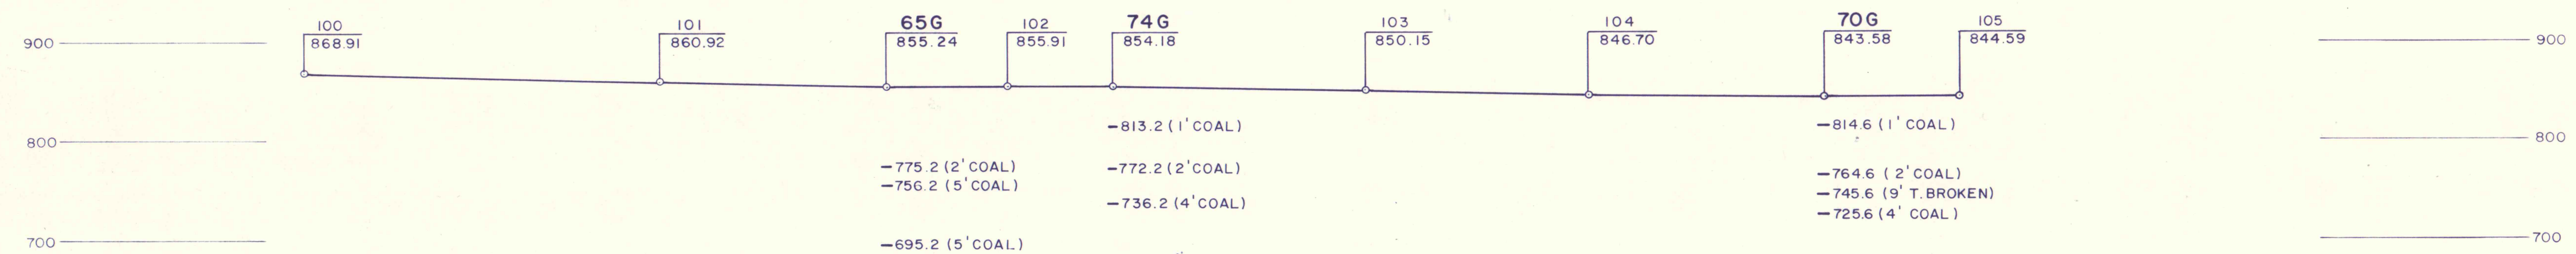 100
868.91
101
860.92
65G
855.24
102
855.91
74G
854.18
103
850.15
104
846.70
70G
843.58
105
844.59
900
900
-813.2 (1' COAL)
-814.6 (1' COAL)
800
800
-775.2 (2' COAL)
-772.2 (2' COAL)
-764.6 (2' COAL)
-756.2 (5' COAL)
-745.6 (9' T. BROKEN)
-736.2 (4' COAL)
-725.6 (4' COAL)
700
-695.2 (5' COAL)
700